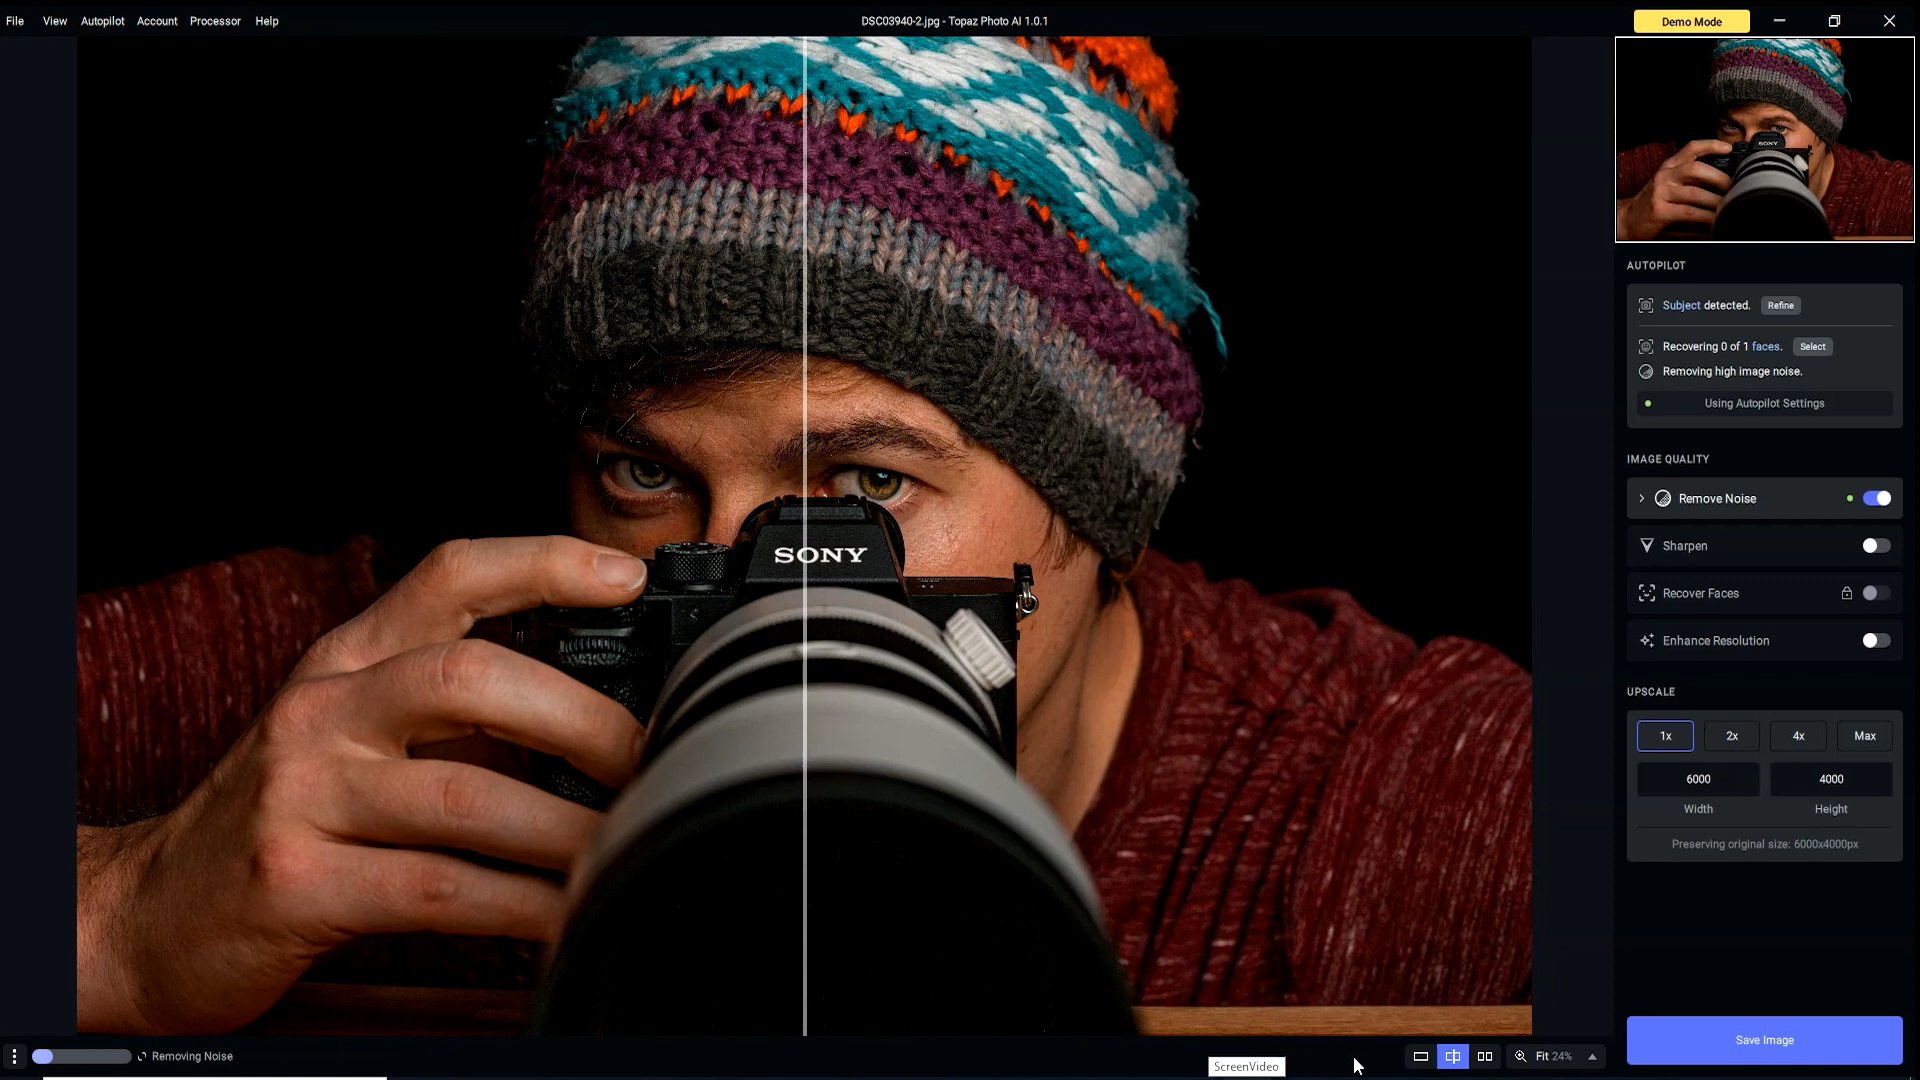 File View Autopilot Account Processor Help
DSC03940-2.jpg - Topaz Photo AI 1.0.1
Demo Mode
SONY
SONY
AUTOPILOT
Subject detected. Refine
Recovering 0 of 1 faces. Select
Removing high image noise.
Using Autopilot Settings
IMAGE QUALITY
Remove Noise
Sharpen
Recover Faces
Enhance Resolution
UPSCALE
1x 2x 4x Max
6000 4000
Width Height
Preserving original size: 6000x4000px
Save Image
Removing Noise
ScreenVideo
Fit 24%